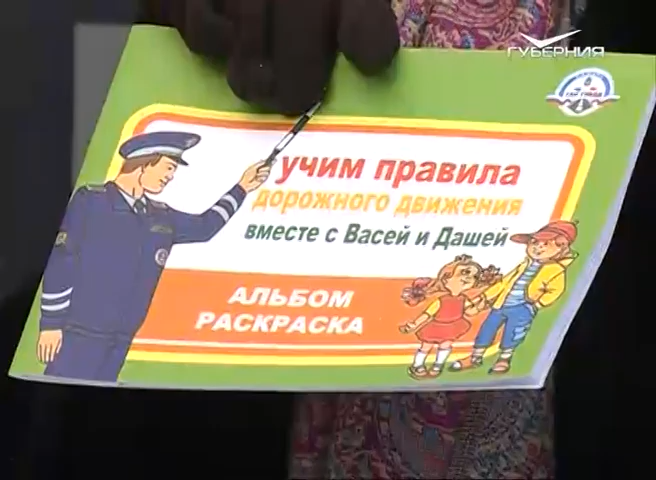 ГУБЕРНИЯ
учим правила
дорожного движения
вместе с Васей и Дашей
АЛЬБОМ
РАСКРАСКА